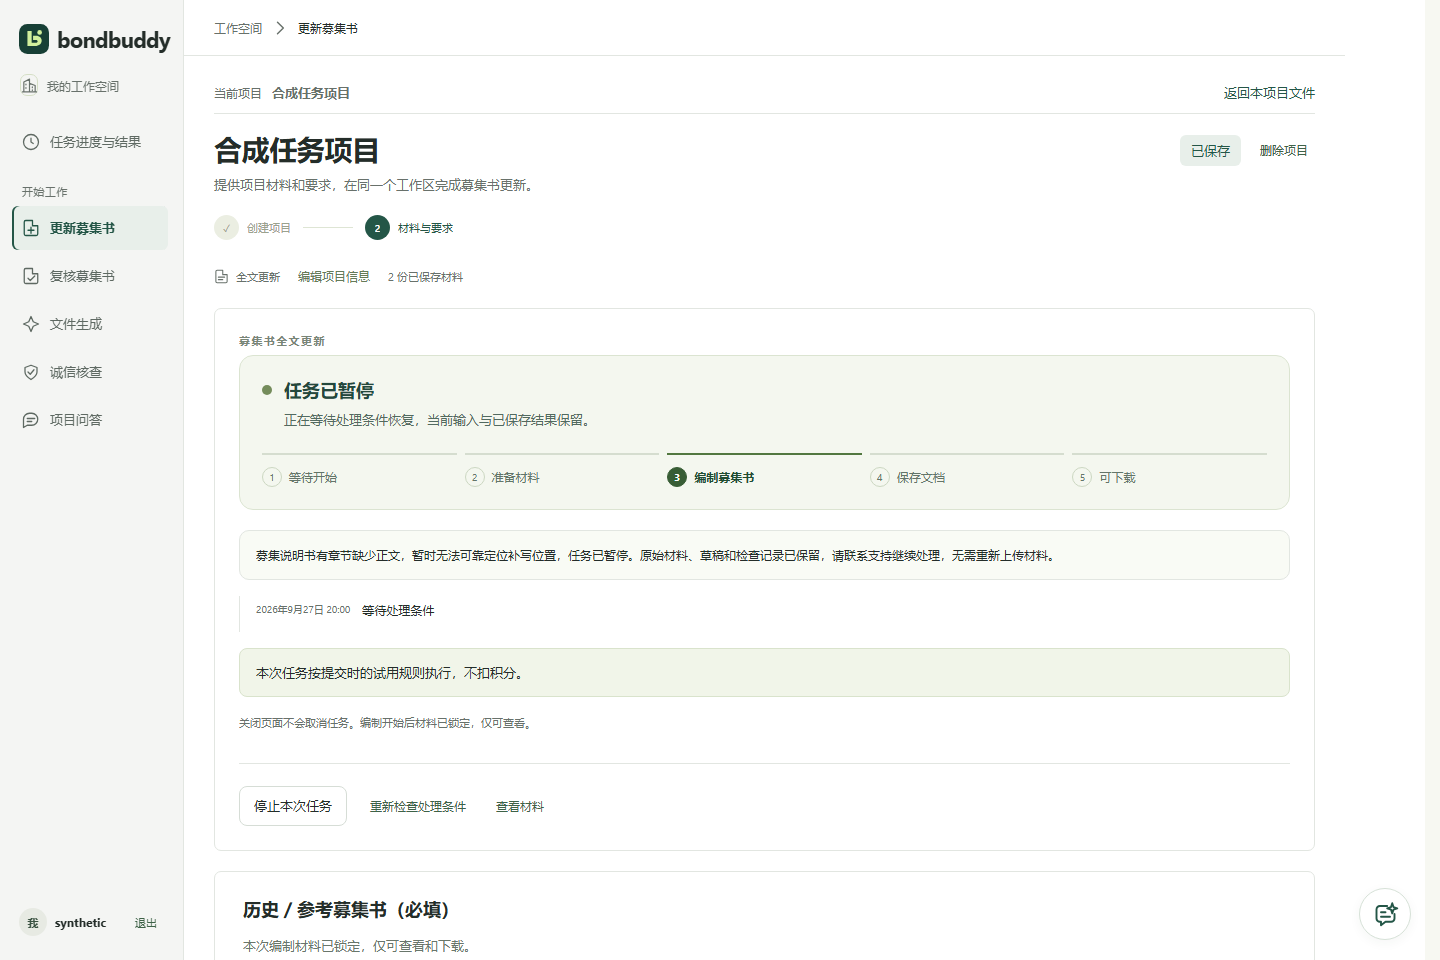 bondbuddy
我的工作空间
任务进度与结果
开始工作
更新募集书
复核募集书
文件生成
诚信核查
项目问答
我 synthetic 退出
工作空间 更新募集书
当前项目 合成任务项目 返回本项目文件
合成任务项目
已保存 删除项目
提供项目材料和要求，在同一个工作区完成募集书更新。
✓ 创建项目 2 材料与要求
全文更新 编辑项目信息 2 份已保存材料
募集书全文更新
任务已暂停
正在等待处理条件恢复，当前输入与已保存结果保留。
1 等待开始 2 准备材料 3 编制募集书 4 保存文档 5 可下载
募集说明书有章节缺少正文，暂时无法可靠定位补写位置，任务已暂停。原始材料、草稿和检查记录已保留，请联系支持继续处理，无需重新上传材料。
2026年9月27日 20:00 等待处理条件
本次任务按提交时的试用规则执行，不扣积分。
关闭页面不会取消任务。编制开始后材料已锁定，仅可查看。
停止本次任务 重新检查处理条件 查看材料
历史 / 参考募集书（必填）
本次编制材料已锁定，仅可查看和下载。